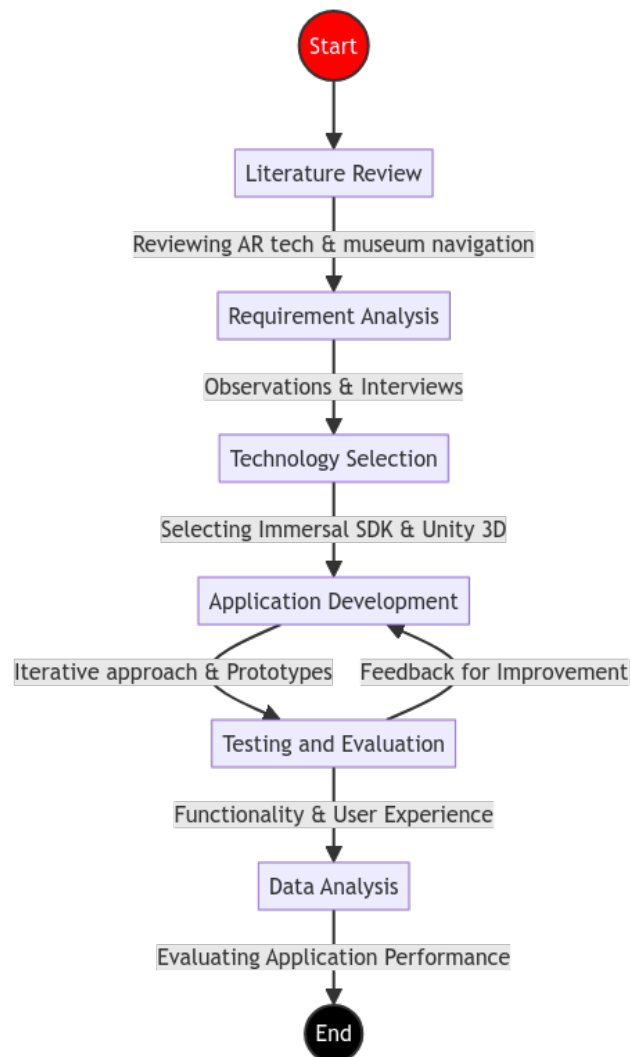 Start
Literature Review
Reviewing AR tech & museum navigation
Requirement Analysis
Observations & Interviews
Technology Selection
Selecting Immersal SDK & Unity 3D
Application Development
Iterative approach & Prototypes
Feedback for Improvement
Testing and Evaluation
Functionality & User Experience
Data Analysis
Evaluating Application Performance
End